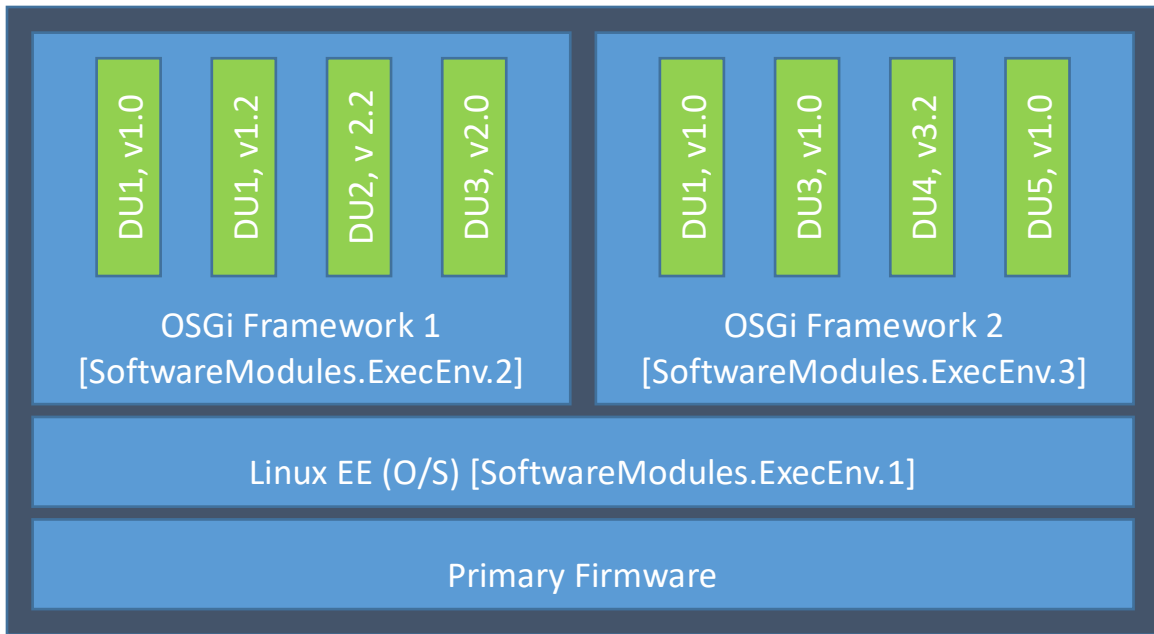 DU1, v1.0
DU1, v1.2
DU2, v 2.2
DU3, v2.0
OSGi Framework 1
[SoftwareModules.ExecEnv.2]
DU1, v1.0
DU3, v1.0
DU4, v3.2
DU5, v1.0
OSGi Framework 2
[SoftwareModules.ExecEnv.3]
Linux EE (O/S) [SoftwareModules.ExecEnv.1]
Primary Firmware